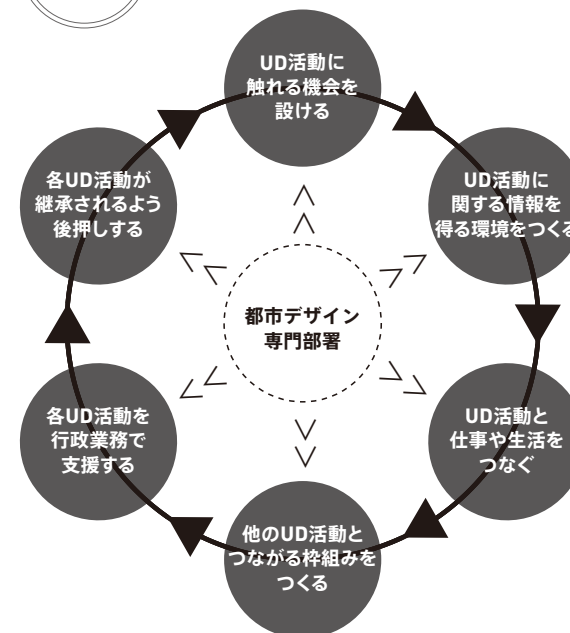 UD活動に
触れる機会を
設ける
UD活動に
関する情報を
得る環境をつくる
UD活動と
仕事や生活を
つなぐ
他のUD活動と
つながる枠組みを
つくる
各UD活動を
行政業務で
支援する
各UD活動が
継承されるよう
後押しする
都市デザイン
専門部署